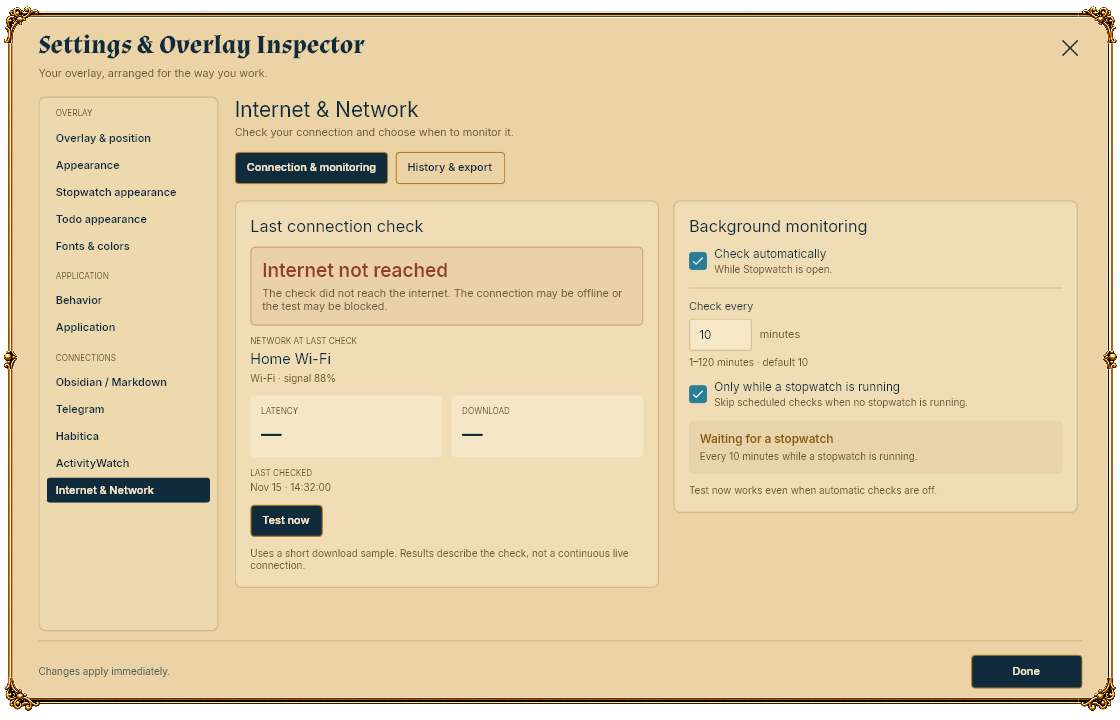 Settings & Overlay Inspector
Your overlay, arranged for the way you work.
OVERLAY
Overlay & position
Appearance
Stopwatch appearance
Todo appearance
Fonts & colors
APPLICATION
Behavior
Application
CONNECTIONS
Obsidian / Markdown
Telegram
Habitica
ActivityWatch
Internet & Network
Internet & Network
Check your connection and choose when to monitor it.
Connection & monitoring
History & export
Last connection check
Internet not reached
The check did not reach the internet. The connection may be offline or
the test may be blocked.
NETWORK AT LAST CHECK
Home Wi-Fi
Wi-Fi · signal 88%
LATENCY
—
DOWNLOAD
—
LAST CHECKED
Nov 15 · 14:32:00
Test now
Uses a short download sample. Results describe the check, not a continuous live
connection.
Background monitoring
Check automatically
While Stopwatch is open.
Check every
10 minutes
1–120 minutes · default 10
Only while a stopwatch is running
Skip scheduled checks when no stopwatch is running.
Waiting for a stopwatch
Every 10 minutes while a stopwatch is running.
Test now works even when automatic checks are off.
Changes apply immediately.
Done